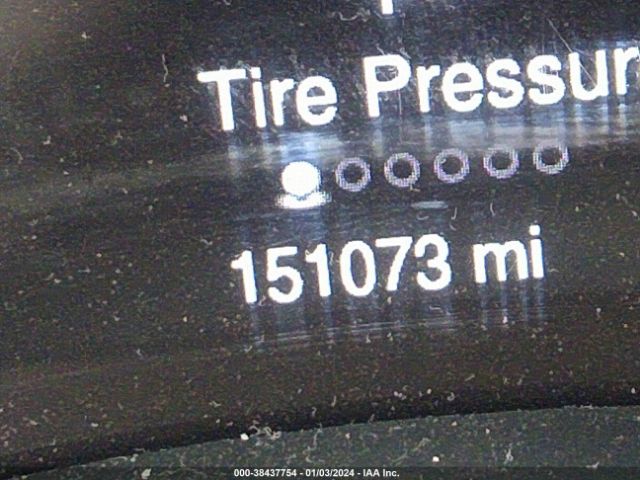 Tire Pressur
151073 mi
000-38437754 - 01/03/2024 - IAA Inc.